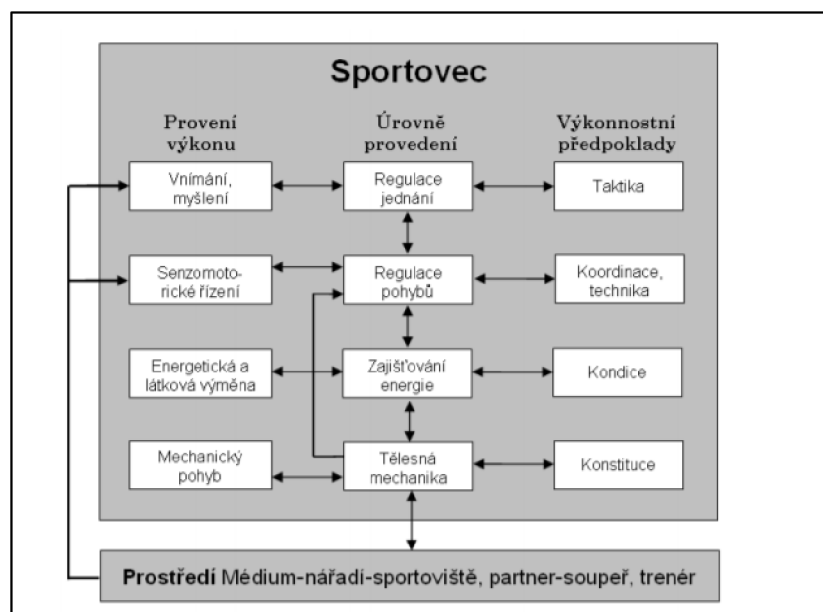 Sportovec
Provení
výkonu
Úrovně
provedení
Výkonnostní
předpoklady
Vnímání,
myšlení
Regulace
jednání
Taktika
Senzomoto-
rické řízení
Regulace
pohybů
Koordinace,
technika
Energetická a
látková výměna
Zajišťování
energie
Kondice
Mechanický
pohyb
Tělesná
mechanika
Konstituce
Prostředí Médium-nářadí-sportoviště, partner-soupeř, trenér